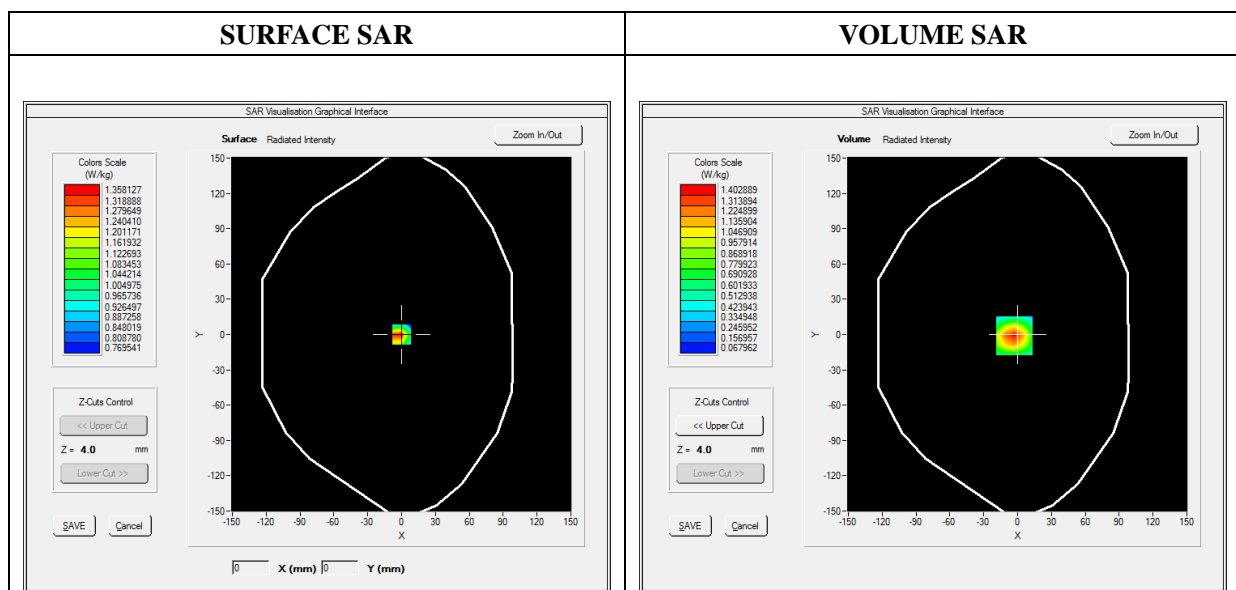 SURFACE SAR
VOLUME SAR
SAR Visualisation Graphical Interface
Surface Radiated Intensity
Zoom In/Out
Colors Scale
(W/kg)
1.358127
1.318888
1.279649
1.240410
1.201171
1.161932
1.122693
1.083453
1.044214
1.004975
0.965736
0.926497
0.887258
0.848019
0.808780
0.769541
150
120
90
60
30
Y 0
-30
-60
-90
-120
-150
-150 -120 -90 -60 -30 0 30 60 90 120 150
X
Z-Cuts Control
<< Upper Cut
Z = 4.0 mm
Lower Cut >>
SAVE Cancel
0 X (mm) 0 Y (mm)
SAR Visualisation Graphical Interface
Volume Radiated Intensity
Zoom In/Out
Colors Scale
(W/kg)
1.402889
1.313894
1.224899
1.135904
1.046909
0.957914
0.868918
0.779923
0.690928
0.601933
0.512938
0.423943
0.334948
0.245952
0.156957
0.067962
150
120
90
60
30
Y 0
-30
-60
-90
-120
-150
-150 -120 -90 -60 -30 0 30 60 90 120 150
X
Z-Cuts Control
<< Upper Cut
Z = 4.0 mm
Lower Cut >>
SAVE Cancel